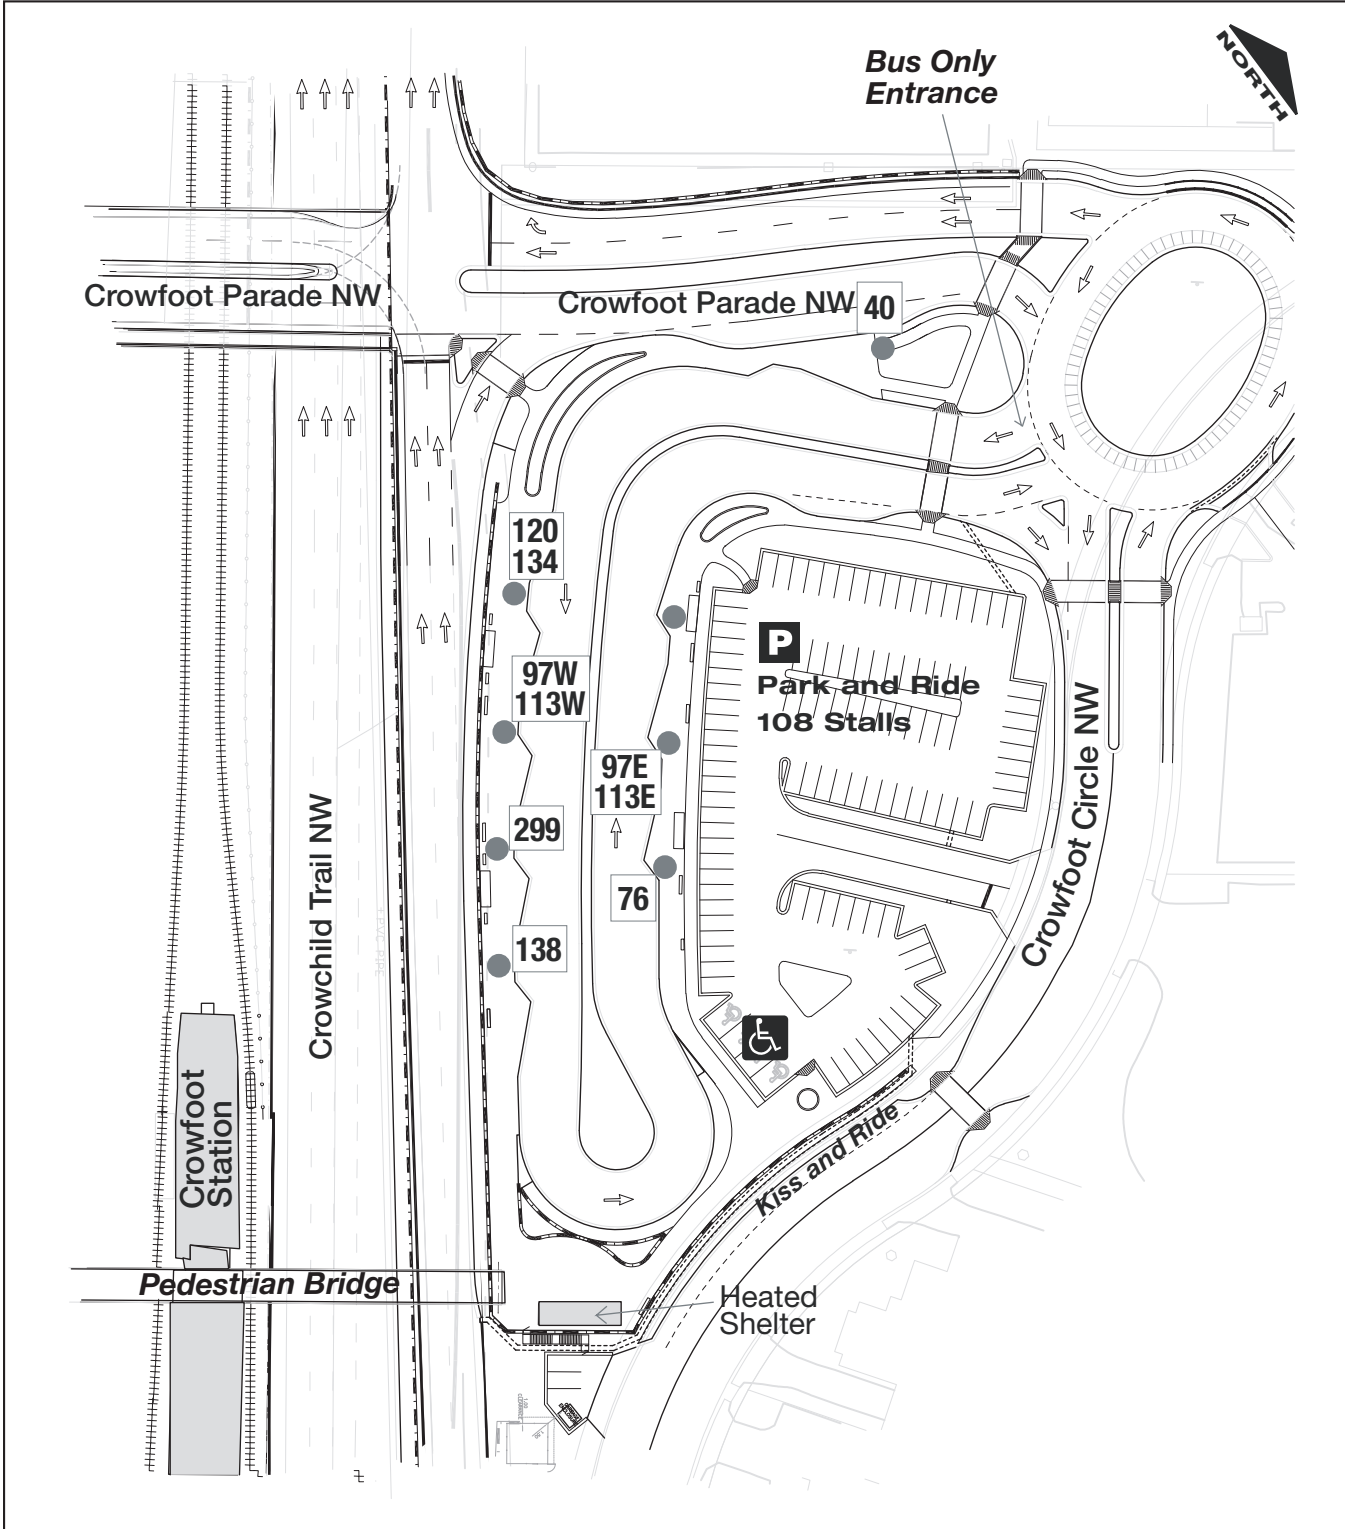 NORTH
Bus Only
Entrance
Crowfoot Parade NW
Crowfoot Parade NW
40
120
134
97W
113W
97E
113E
299
76
138
P
Park and Ride
108 Stalls
Crowchild Trail NW
Crowfoot Circle NW
Crowfoot
Station
Kiss and Ride
Pedestrian Bridge
Heated
Shelter